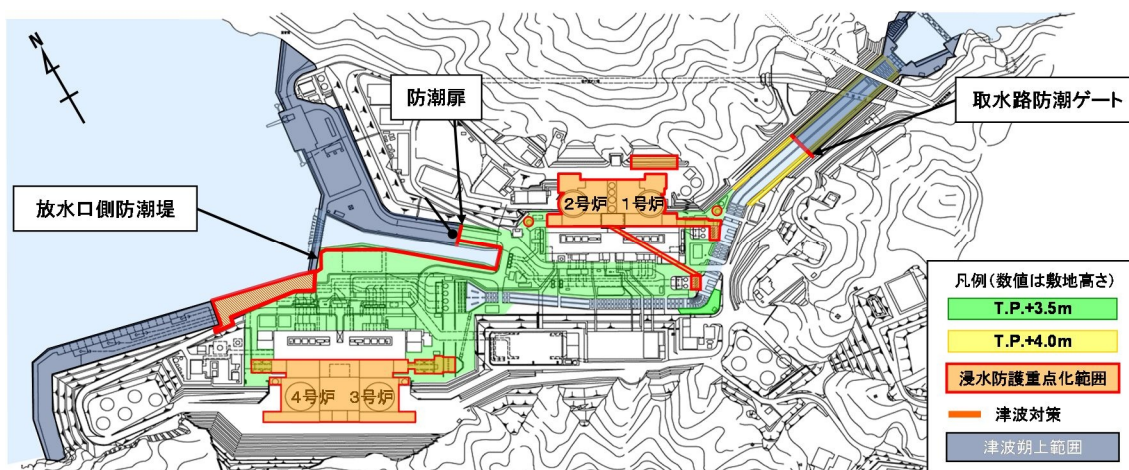 N
防潮扉
取水路防潮ゲート
放水口側防潮堤
2号炉 1号炉
4号炉 3号炉
凡例(数値は敷地高さ)
T.P.+3.5m
T.P.+4.0m
浸水防護重点化範囲
津波対策
津波朔上範囲